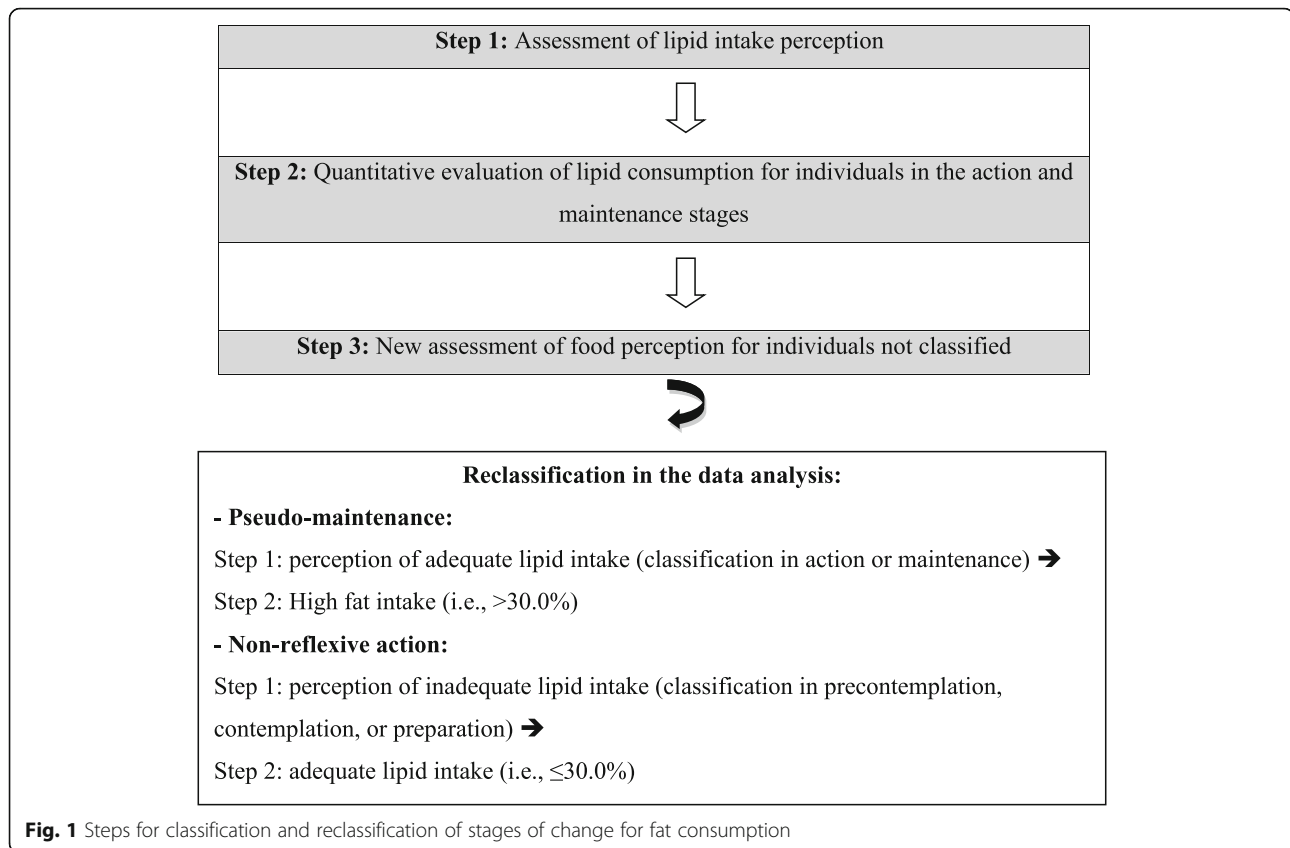 Step 1: Assessment of lipid intake perception
Step 2: Quantitative evaluation of lipid consumption for individuals in the action and
maintenance stages
Step 3: New assessment of food perception for individuals not classified
Reclassification in the data analysis:
- Pseudo-maintenance:
Step 1: perception of adequate lipid intake (classification in action or maintenance) ➔
Step 2: High fat intake (i.e., >30.0%)
- Non-reflexive action:
Step 1: perception of inadequate lipid intake (classification in precontemplation,
contemplation, or preparation) ➔
Step 2: adequate lipid intake (i.e., ≤30.0%)
Fig. 1 Steps for classification and reclassification of stages of change for fat consumption